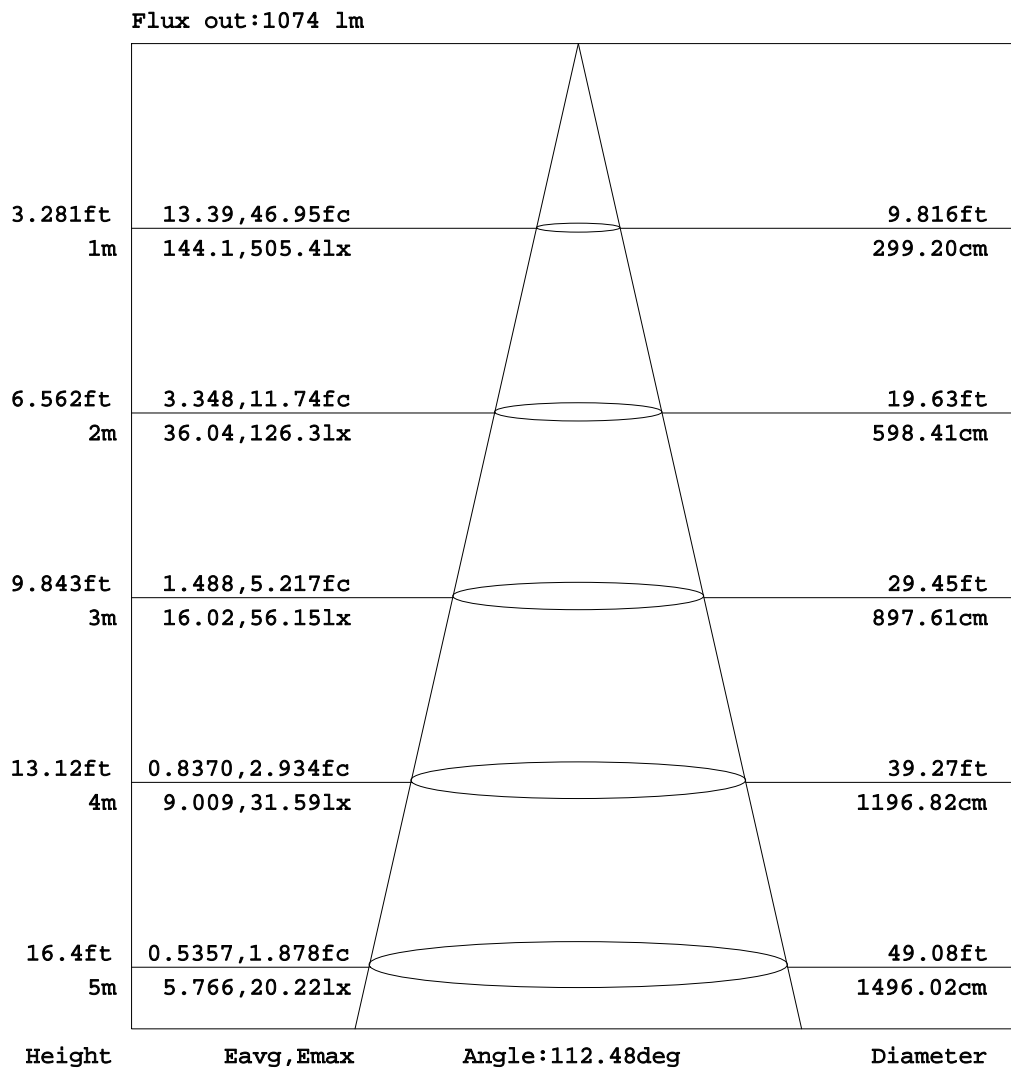 Flux out:1074 lm
3.281ft 13.39,46.95fc 9.816ft
1m 144.1,505.4lx 299.20cm
6.562ft 3.348,11.74fc 19.63ft
2m 36.04,126.3lx 598.41cm
9.843ft 1.488,5.217fc 29.45ft
3m 16.02,56.15lx 897.61cm
13.12ft 0.8370,2.934fc 39.27ft
4m 9.009,31.59lx 1196.82cm
16.4ft 0.5357,1.878fc 49.08ft
5m 5.766,20.22lx 1496.02cm
Height Eavg,Emax Angle:112.48deg Diameter